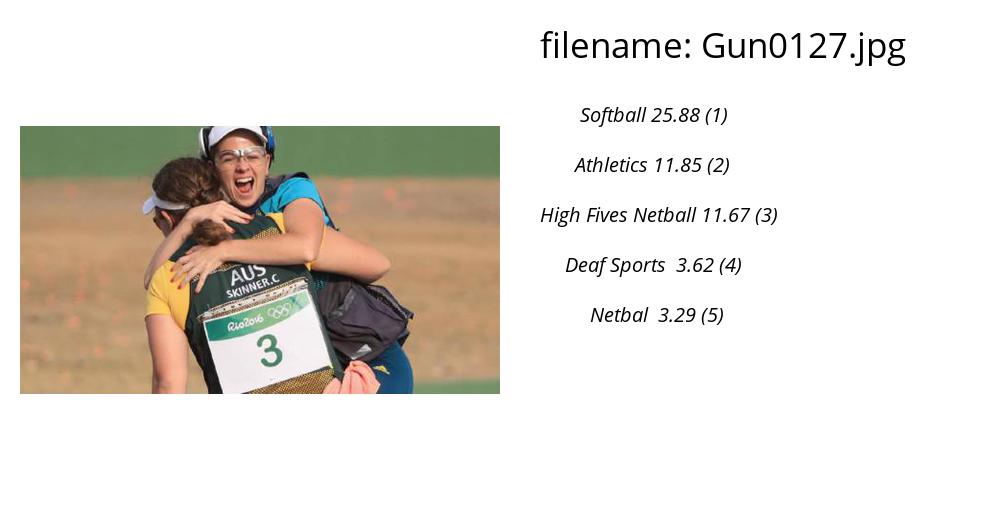 filename: Gun0127.jpg
Softball 25.88 (1)
Athletics 11.85 (2)
High Fives Netball 11.67 (3)
Deaf Sports 3.62 (4)
Netbal 3.29 (5)
AUS
SKINNER.C
Rio2016
3